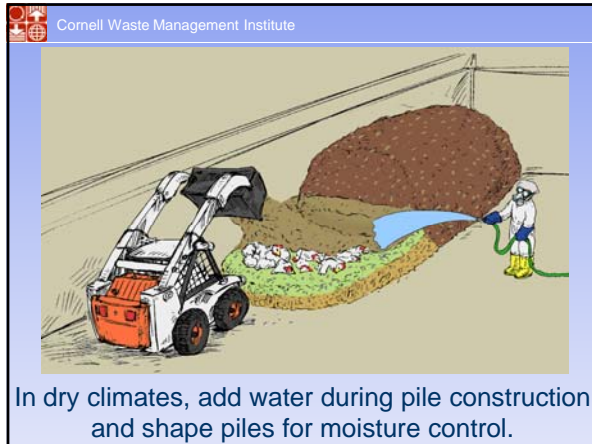 Cornell Waste Management Institute
In dry climates, add water during pile construction
and shape piles for moisture control.